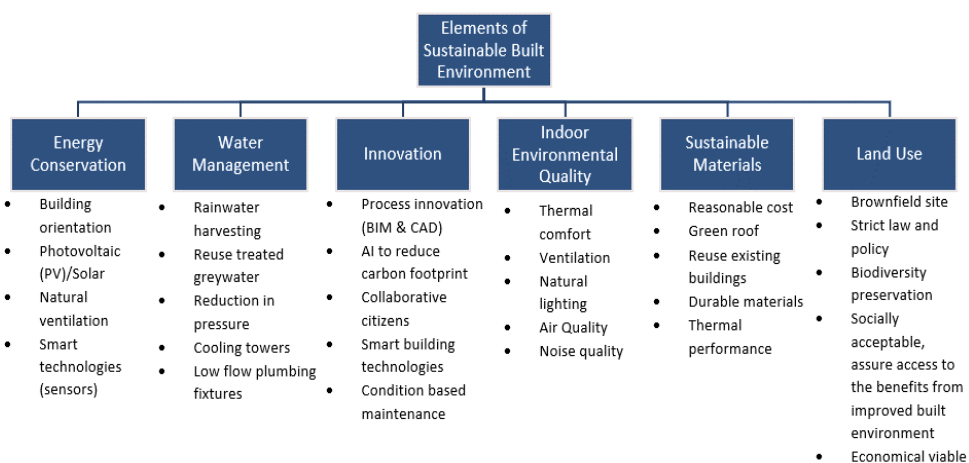 Elements of
Sustainable Built
Environment
Energy
Conservation
• Building
orientation
• Photovoltaic
(PV)/Solar
• Natural
ventilation
• Smart
technologies
(sensors)
Water
Management
• Rainwater
harvesting
• Reuse treated
greywater
• Reduction in
pressure
• Cooling towers
• Low flow plumbing
fixtures
Innovation
• Process innovation
(BIM & CAD)
• AI to reduce
carbon footprint
• Collaborative
citizens
• Smart building
technologies
• Condition based
maintenance
Indoor
Environmental
Quality
• Thermal
comfort
• Ventilation
• Natural
lighting
• Air Quality
• Noise quality
Sustainable
Materials
• Reasonable cost
• Green roof
• Reuse existing
buildings
• Durable materials
• Thermal
performance
Land Use
• Brownfield site
• Strict law and
policy
• Biodiversity
preservation
• Socially
acceptable,
assure access to
the benefits from
improved built
environment
• Economical viable